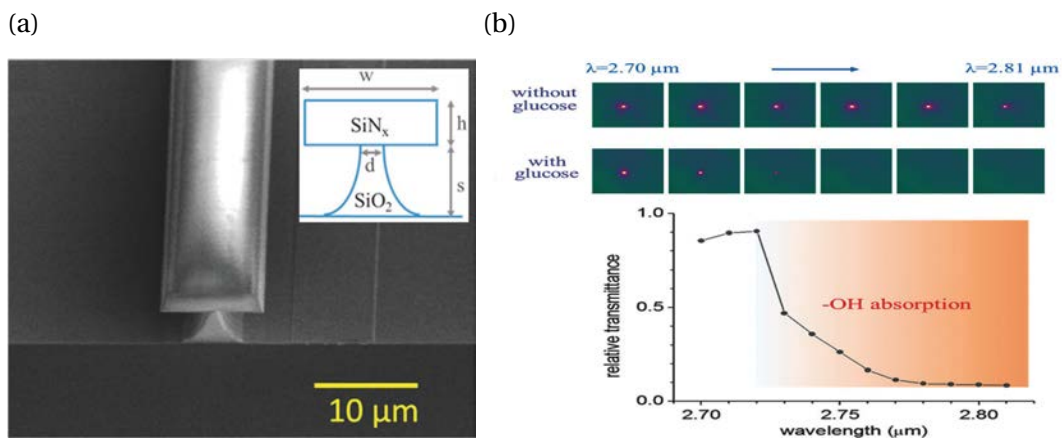 (a)
w
SiNx
h
d
s
SiO2
10 μm
(b)
λ=2.70 μm
λ=2.81 μm
without
glucose
with
glucose
relative transmittance
1.0
0.5
0.0
-OH absorption
2.70
2.75
2.80
wavelength (μm)